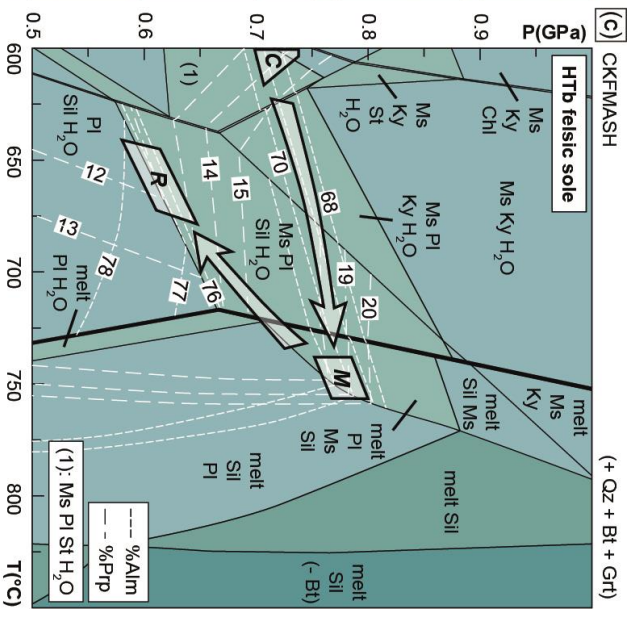 (c) CKFMASH
(+ Qz + Bt + Grt)
P(GPa)
0.9
0.8
0.7
0.6
0.5
HTb felsic sole
Ms
Ky
Chl
Ms Ky H₂O
melt
Ms
Ky
Ms
Ky
St
H₂O
Ms Pl
Ky H₂O
melt
Sil Ms
melt Sil
melt
Sil
(- Bt)
68
70
19
20
C
M
R
(1)
14
15
Ms Pl
Sil H₂O
melt
Pl
Ms
Sil
melt
Sil
Pl
76
77
78
12
13
Pl
Sil H₂O
melt
Pl H₂O
%Alm
%Prp
(1): Ms Pl St H₂O
600
650
700
750
800
T(°C)